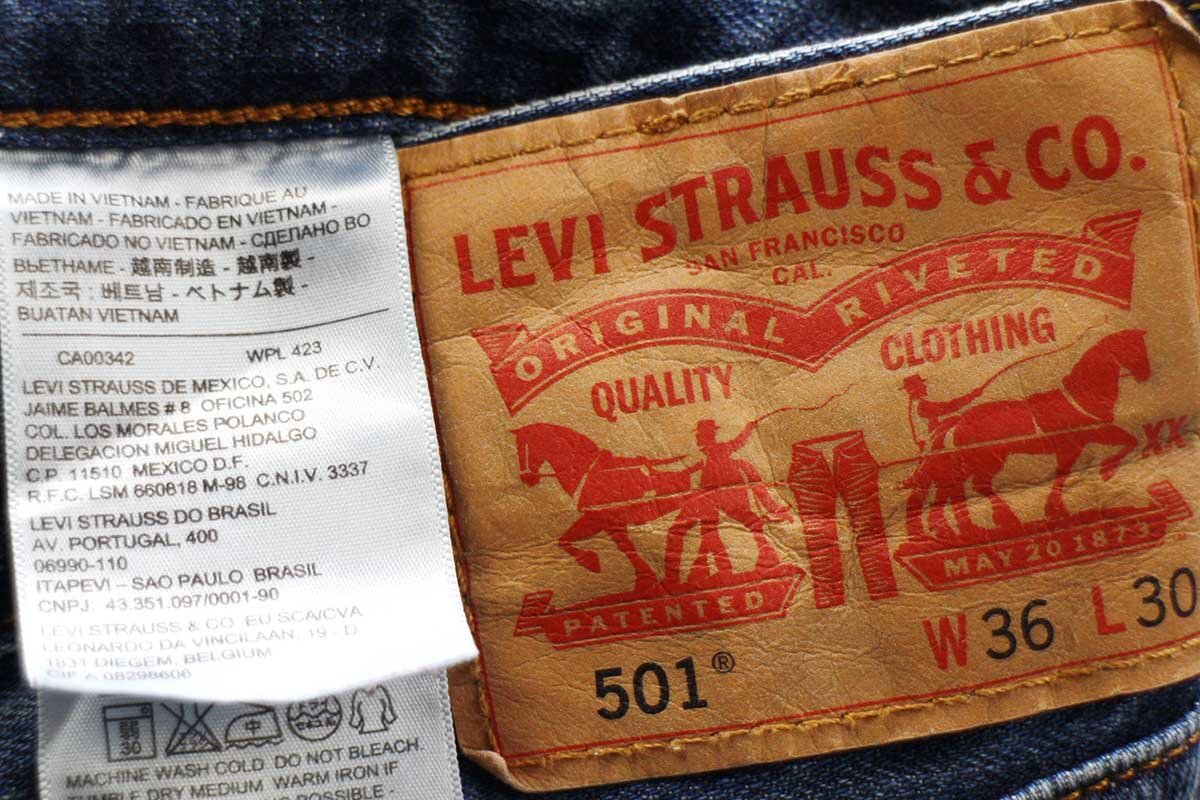 MADE IN VIETNAM - FABRIQUE AU
VIETNAM - FABRICADO EN VIETNAM -
FABRICADO NO VIETNAM - СДЕЛАНО ВО
ВЬЕТНАМЕ - 越南制造 - 越南製 -
제조국 : 베트남 - ベトナム製 -
BUATAN VIETNAM
CA00342 WPL 423
LEVI STRAUSS DE MEXICO, S.A. DE C.V.
JAIME BALMES # 8 OFICINA 502
COL. LOS MORALES POLANCO
DELEGACION MIGUEL HIDALGO
C.P. 11510 MEXICO D.F.
R.F.C. LSM 660818 M-98 C.N.I.V. 3337
LEVI STRAUSS DO BRASIL
AV. PORTUGAL, 400
06990-110
ITAPEVI – SAO PAULO BRASIL
CNPJ: 43.351.097/0001-90
LEVI STRAUSS & CO EU SCA/CVA
LEONARDO DA VINCILAAN, 19 - D
1831 DIEGEM, BELGIUM
CIF A 08298606
30 中
MACHINE WASH COLD DO NOT BLEACH.
TUMBLE DRY MEDIUM WARM IRON IF
LEVI STRAUSS & CO.
SAN FRANCISCO
CAL.
ORIGINAL RIVETED
QUALITY CLOTHING
XX
PATENTED MAY 20 1873
501® W 36 L 30